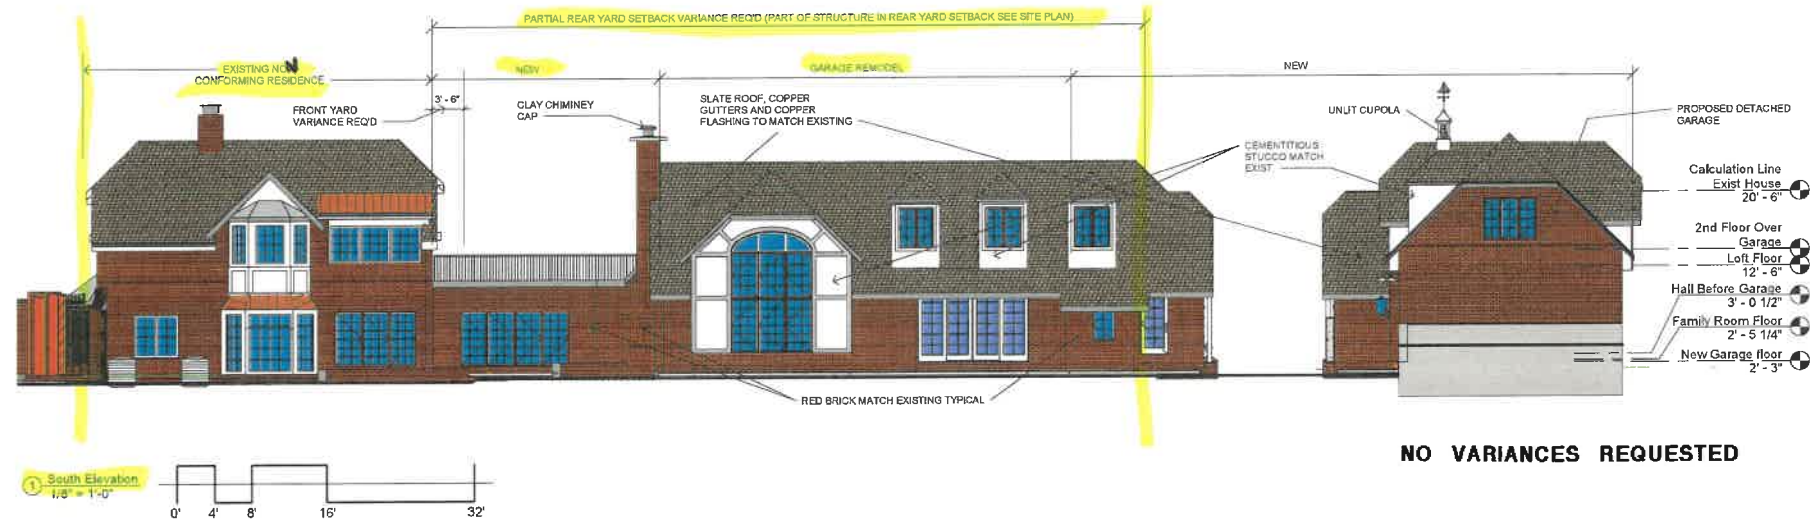 PARTIAL REAR YARD SETBACK VARIANCE REQ'D (PART OF STRUCTURE IN REAR YARD SETBACK SEE SITE PLAN)
EXISTING NON
CONFORMING RESIDENCE
NEW
GARAGE REMODEL
NEW
3' - 6"
FRONT YARD
VARIANCE REQ'D
CLAY CHIMINEY
CAP
SLATE ROOF, COPPER
GUTTERS AND COPPER
FLASHING TO MATCH EXISTING
UNLIT CUPOLA
PROPOSED DETACHED
GARAGE
CEMENTITIOUS
STUCCO MATCH
EXIST.
Calculation Line
Exist House
20' - 6"
2nd Floor Over
Garage
Loft Floor
12' - 6"
Hall Before Garage
3' - 0 1/2"
Family Room Floor
2' - 5 1/4"
New Garage floor
2' - 3"
RED BRICK MATCH EXISTING TYPICAL
NO VARIANCES REQUESTED
1 South Elevation
1/8" = 1'-0"
0' 4' 8' 16' 32'